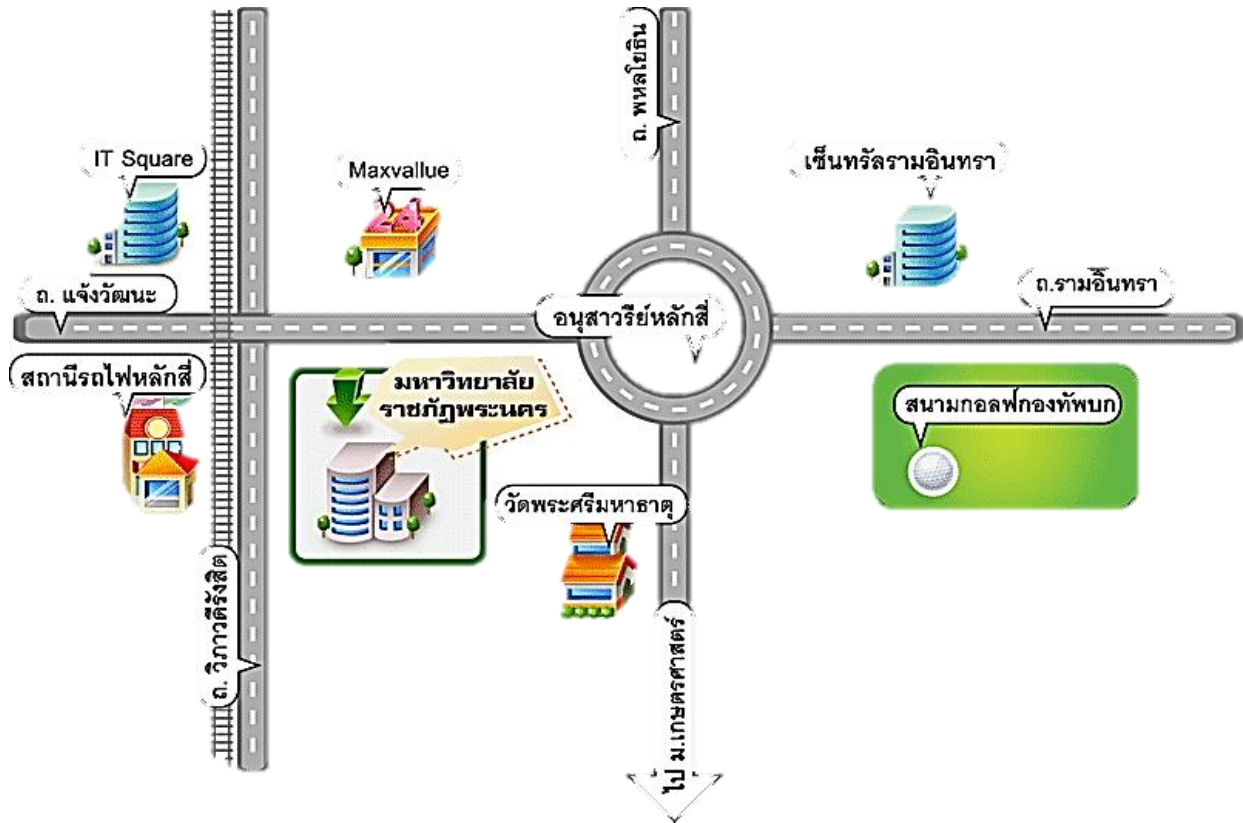 ถ. พหลโยธิน
IT Square
Maxvallue
เซ็นทรัลรามอินทรา
24
ถ. แจ้งวัฒนะ
อนุสาวรีย์หลักสี่
ถ.รามอินทรา
สถานีรถไฟหลักสี่
มหาวิทยาลัย
ราชภัฏพระนคร
สนามกอลฟ์กองทัพบก
วัดพระศรีมหาธาตุ
ถ. วิภาวดีรังสิต
ไป ม.เกษตรศาสตร์